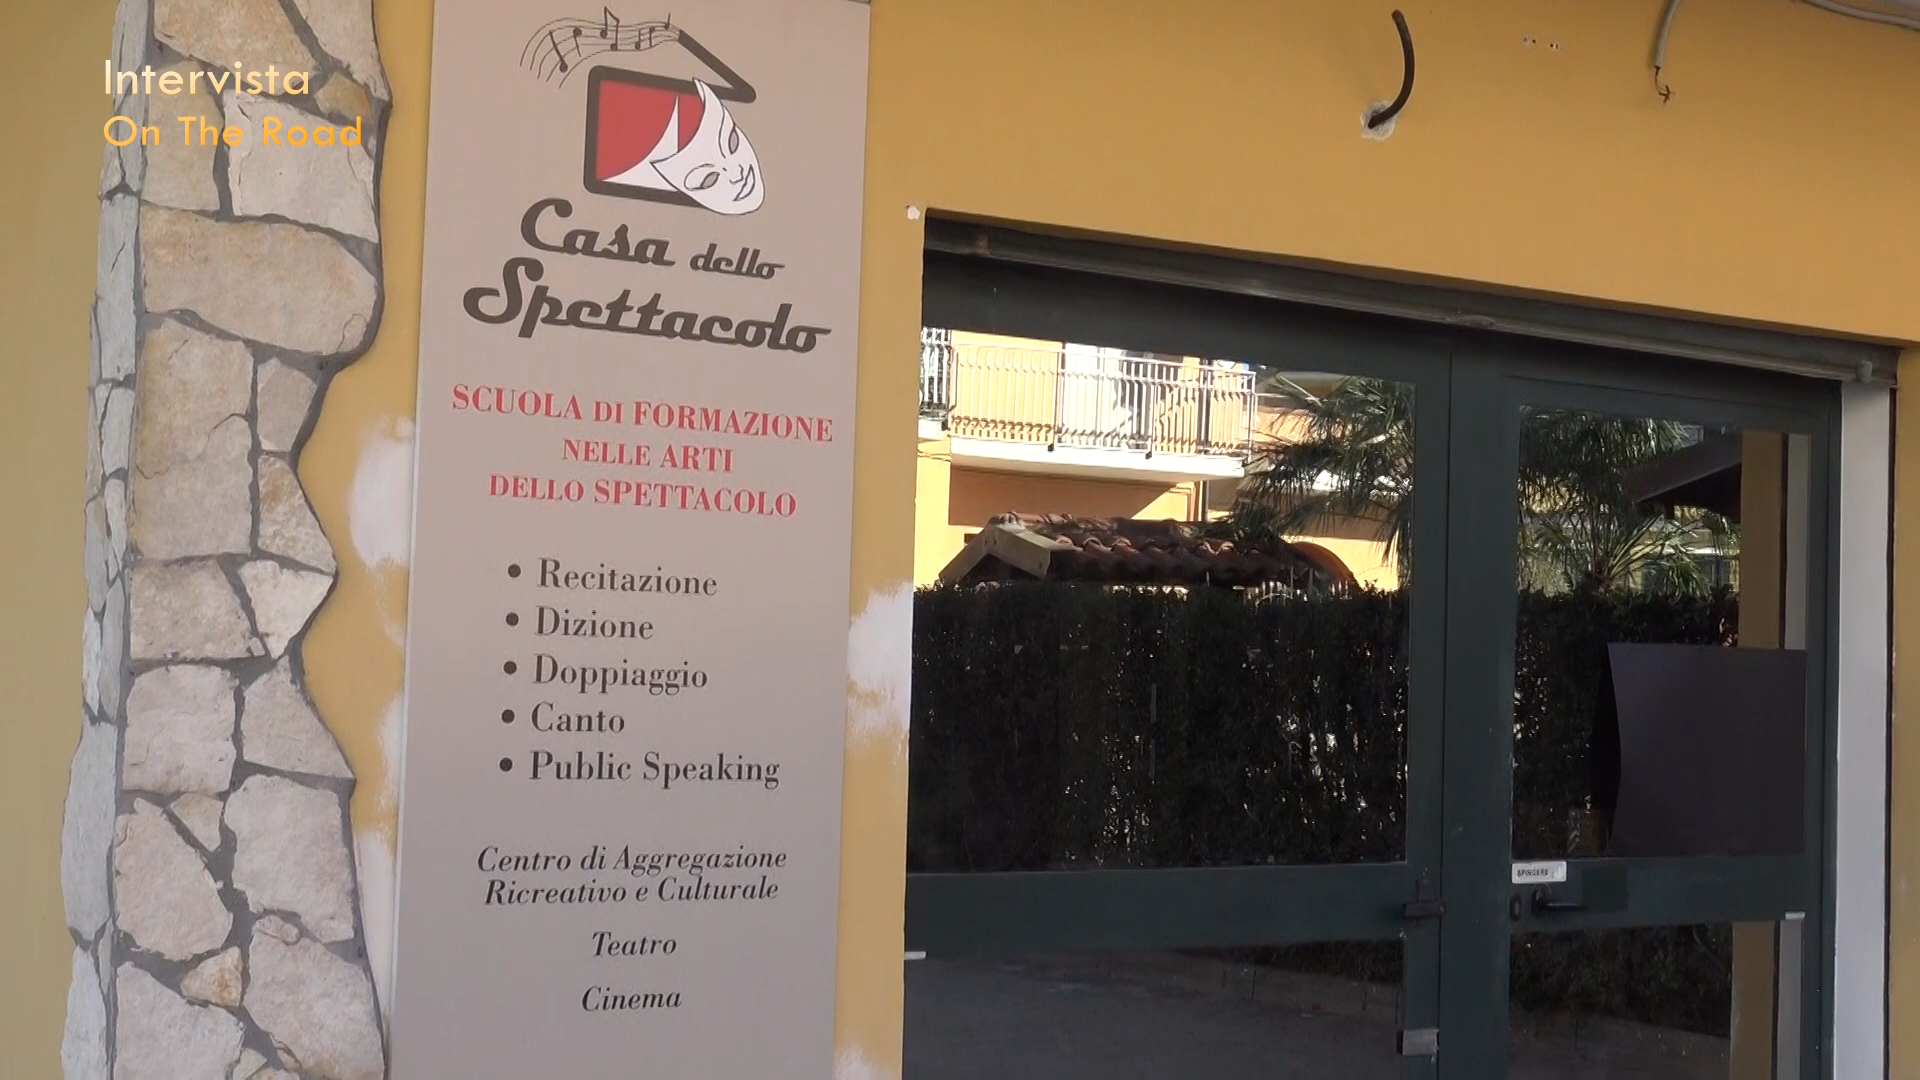 Intervista
On The Road
Casa dello
Spettacolo
SCUOLA DI FORMAZIONE
NELLE ARTI
DELLO SPETTACOLO
• Recitazione
• Dizione
• Doppiaggio
• Canto
• Public Speaking
Centro di Aggregazione
Ricreativo e Culturale
Teatro
Cinema
SPINGERE